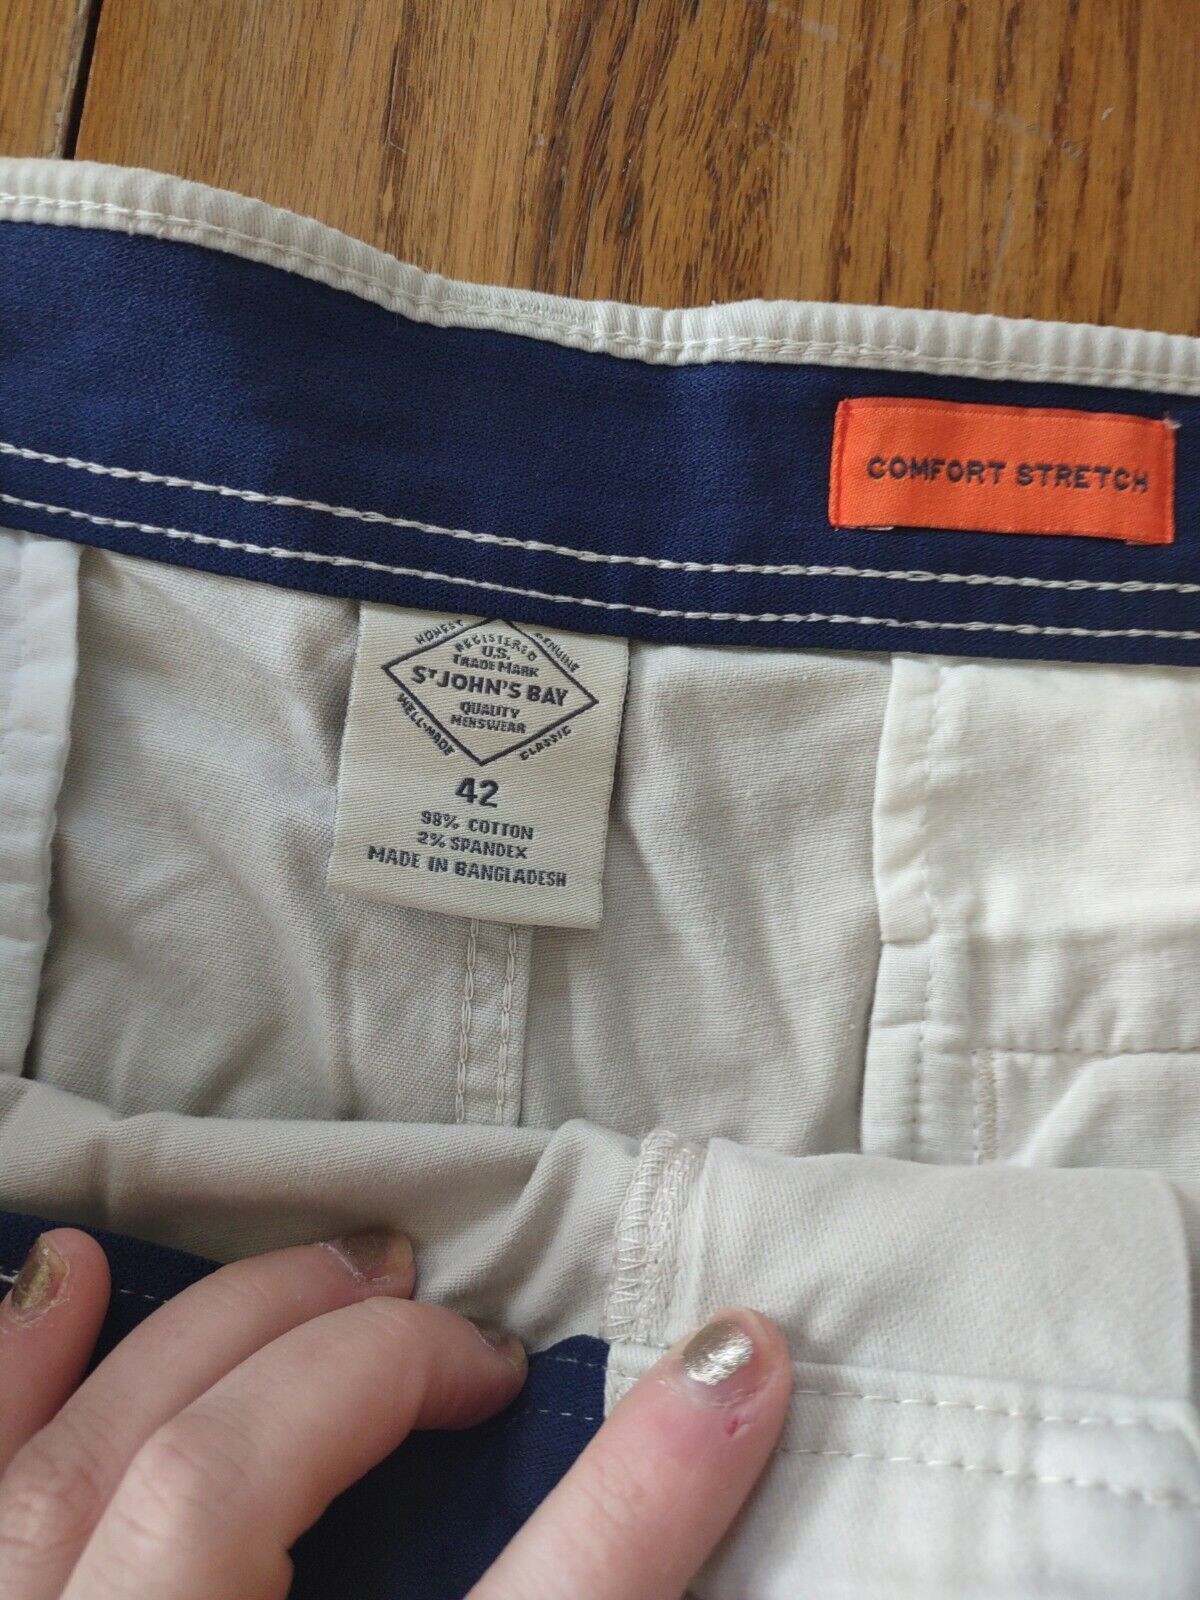 COMFORT STRETCH
HONEST
GENUINE
REGISTERED
U.S.
TRADE MARK
ST JOHN'S BAY
QUALITY
MENSWEAR
WELL-MADE
CLASSIC
42
98% COTTON
2% SPANDEX
MADE IN BANGLADESH